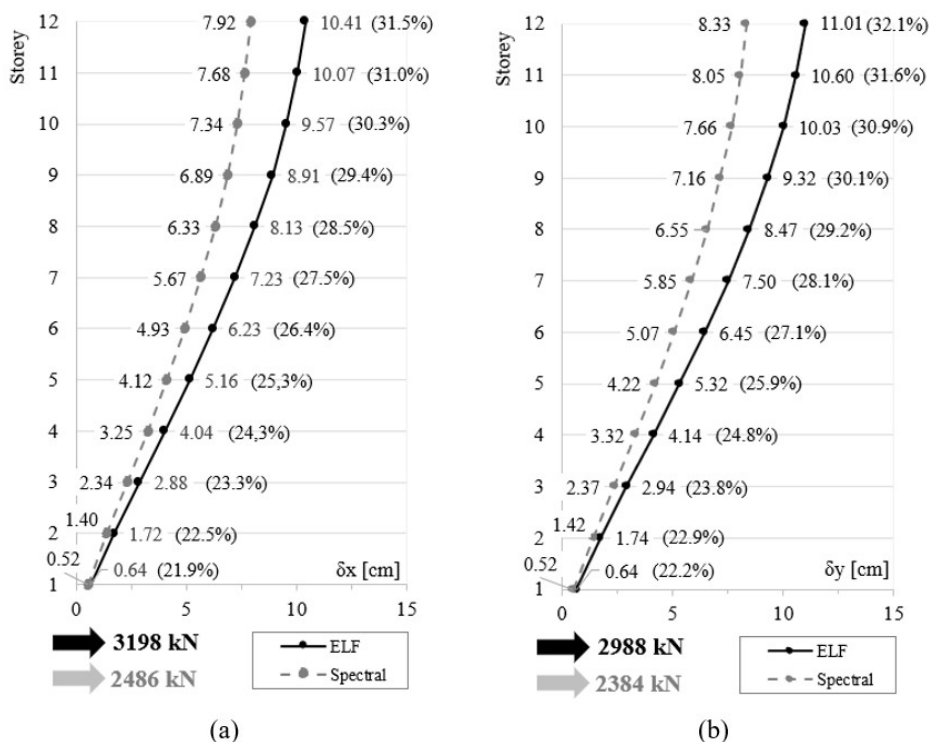 Storey
12 7.92 10.41 (31.5%)
11 7.68 10.07 (31.0%)
10 7.34 9.57 (30.3%)
9 6.89 8.91 (29.4%)
8 6.33 8.13 (28.5%)
7 5.67 7.23 (27.5%)
6 4.93 6.23 (26.4%)
5 4.12 5.16 (25,3%)
4 3.25 4.04 (24,3%)
3 2.34 2.88 (23.3%)
2 1.40 1.72 (22.5%)
1 0.52 0.64 (21.9%) δx [cm]
0 5 10 15
3198 kN
2486 kN
ELF
Spectral
(a)
Storey
12 8.33 11.01 (32.1%)
11 8.05 10.60 (31.6%)
10 7.66 10.03 (30.9%)
9 7.16 9.32 (30.1%)
8 6.55 8.47 (29.2%)
7 5.85 7.50 (28.1%)
6 5.07 6.45 (27.1%)
5 4.22 5.32 (25.9%)
4 3.32 4.14 (24.8%)
3 2.37 2.94 (23.8%)
2 1.42 1.74 (22.9%)
1 0.52 0.64 (22.2%) δy [cm]
0 5 10 15
2988 kN
2384 kN
ELF
Spectral
(b)